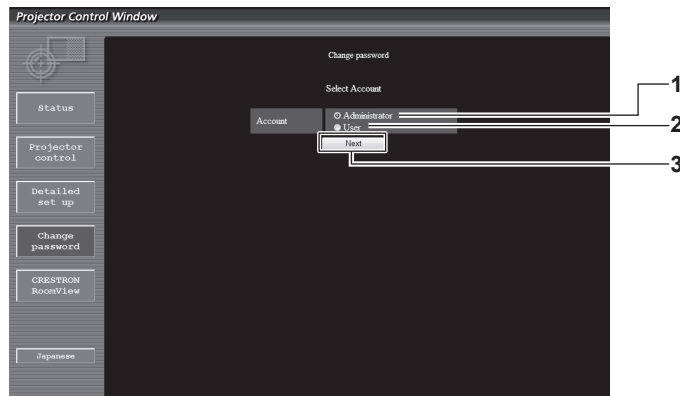 Projector Control Window
Change password
Select Account
Account
Administrator
User
Next
Status
Projector
control
Detailed
set up
Change
password
CRESTRON
RoomView
Japanese
1
2
3